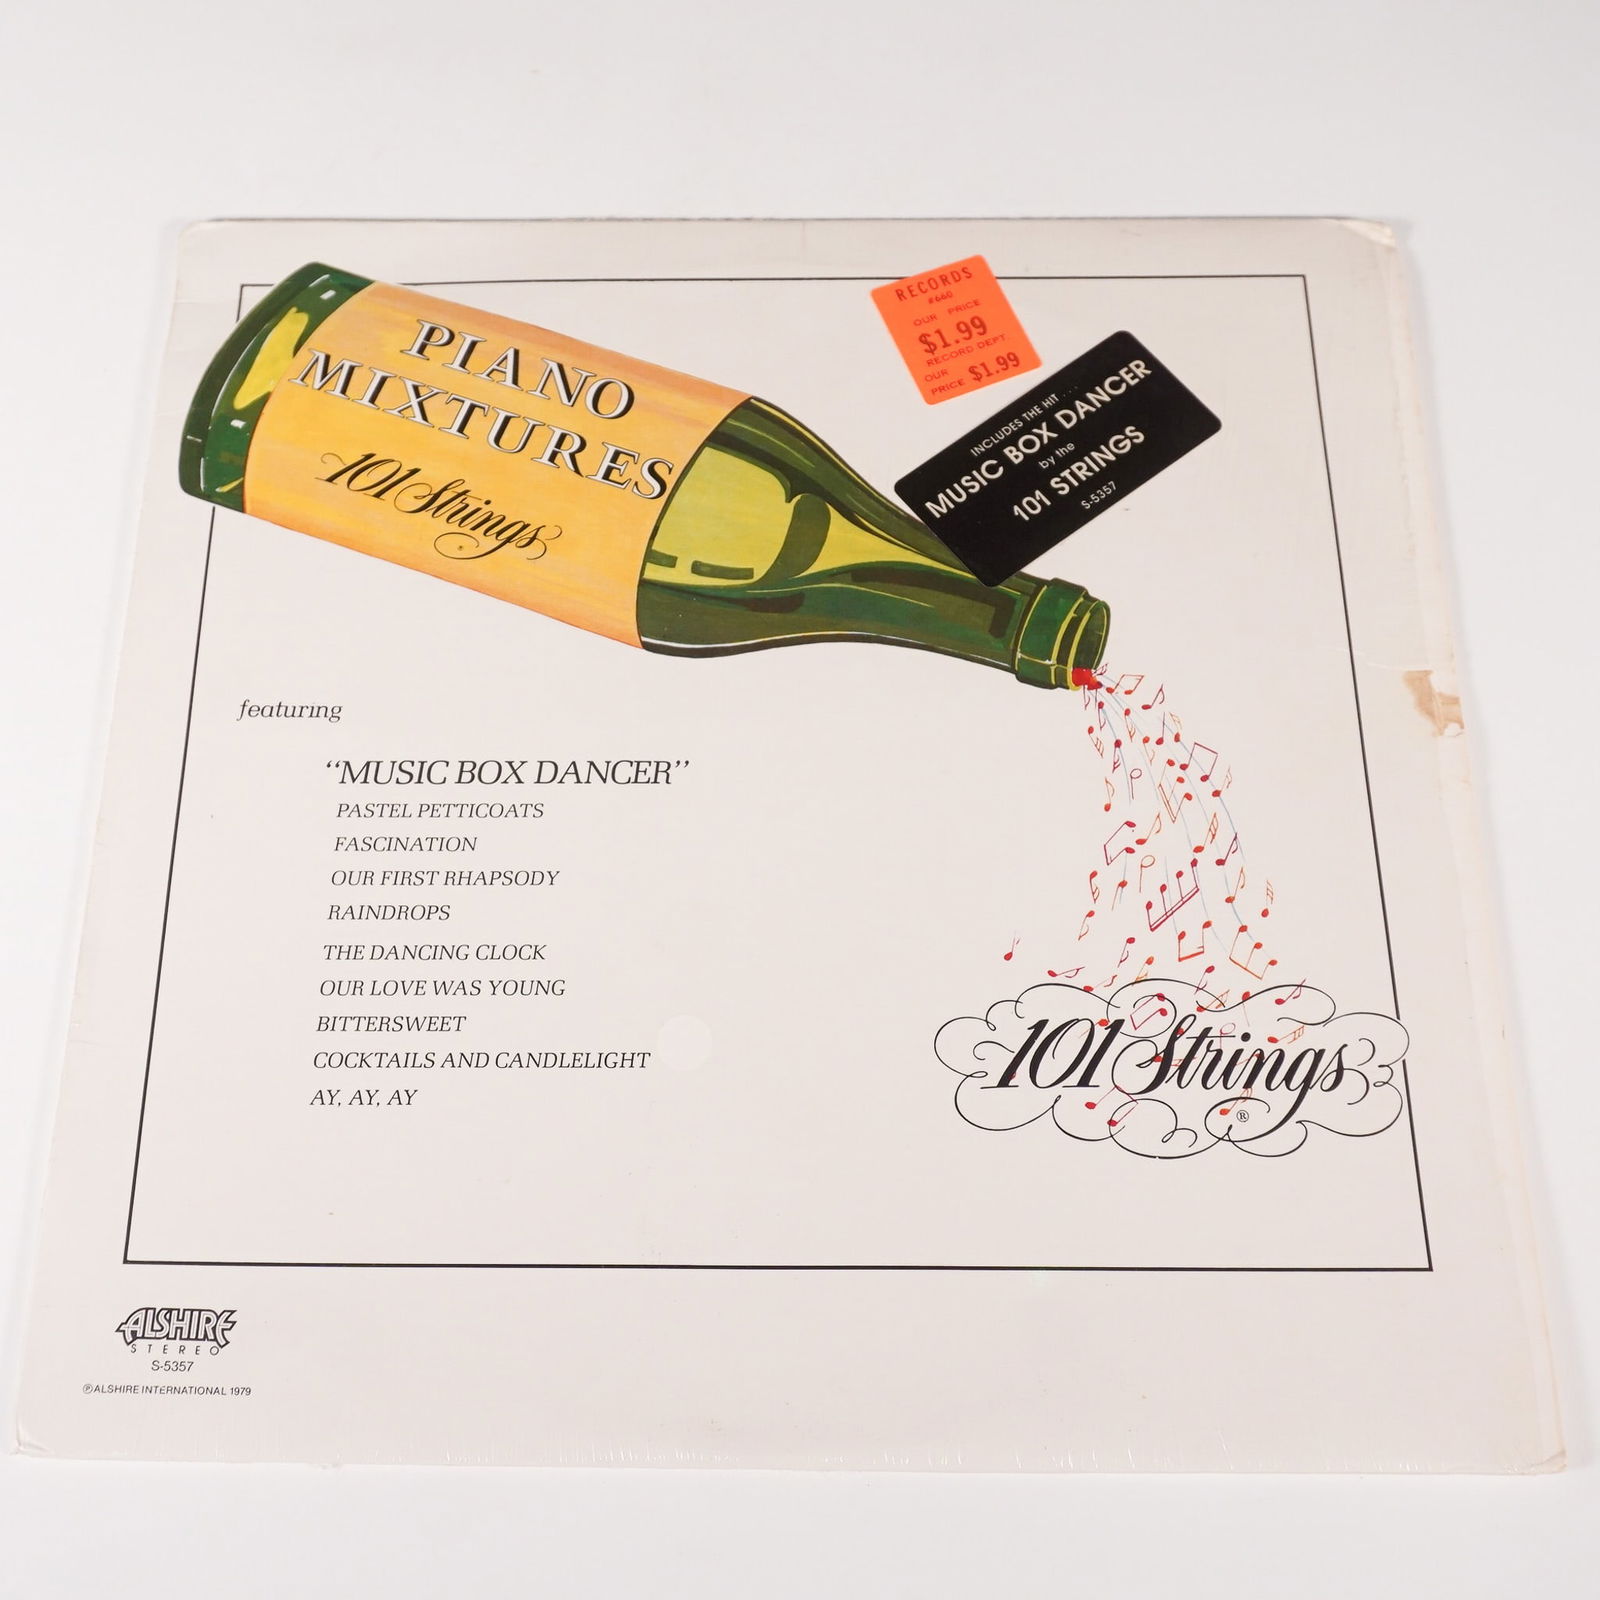 PIANO
MIXTURES
101 Strings
RECORDS
#660
OUR PRICE
$1.99
RECORD DEPT.
OUR
PRICE $1.99
INCLUDES THE HIT . . .
MUSIC BOX DANCER
by the
101 STRINGS
S-5357
featuring
“MUSIC BOX DANCER”
PASTEL PETTICOATS
FASCINATION
OUR FIRST RHAPSODY
RAINDROPS
THE DANCING CLOCK
OUR LOVE WAS YOUNG
BITTERSWEET
COCKTAILS AND CANDLELIGHT
AY, AY, AY
101 Strings
®
ALSHIRE
STEREO
S-5357
℗ALSHIRE INTERNATIONAL 1979